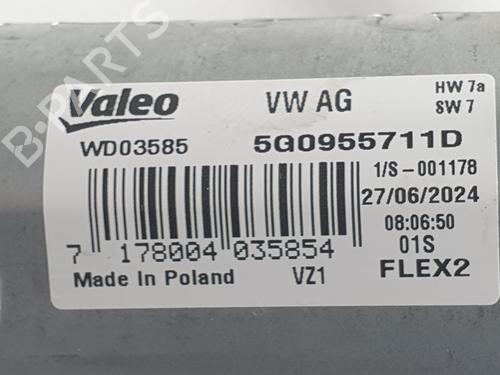 B-PARTS
Valeo
VW AG
HW 7a
SW 7
WD03585
5G0955711D
1/S-001178
27/06/2024
08:06:50
01S
7 178004 035854
Made In Poland
VZ1
FLEX2